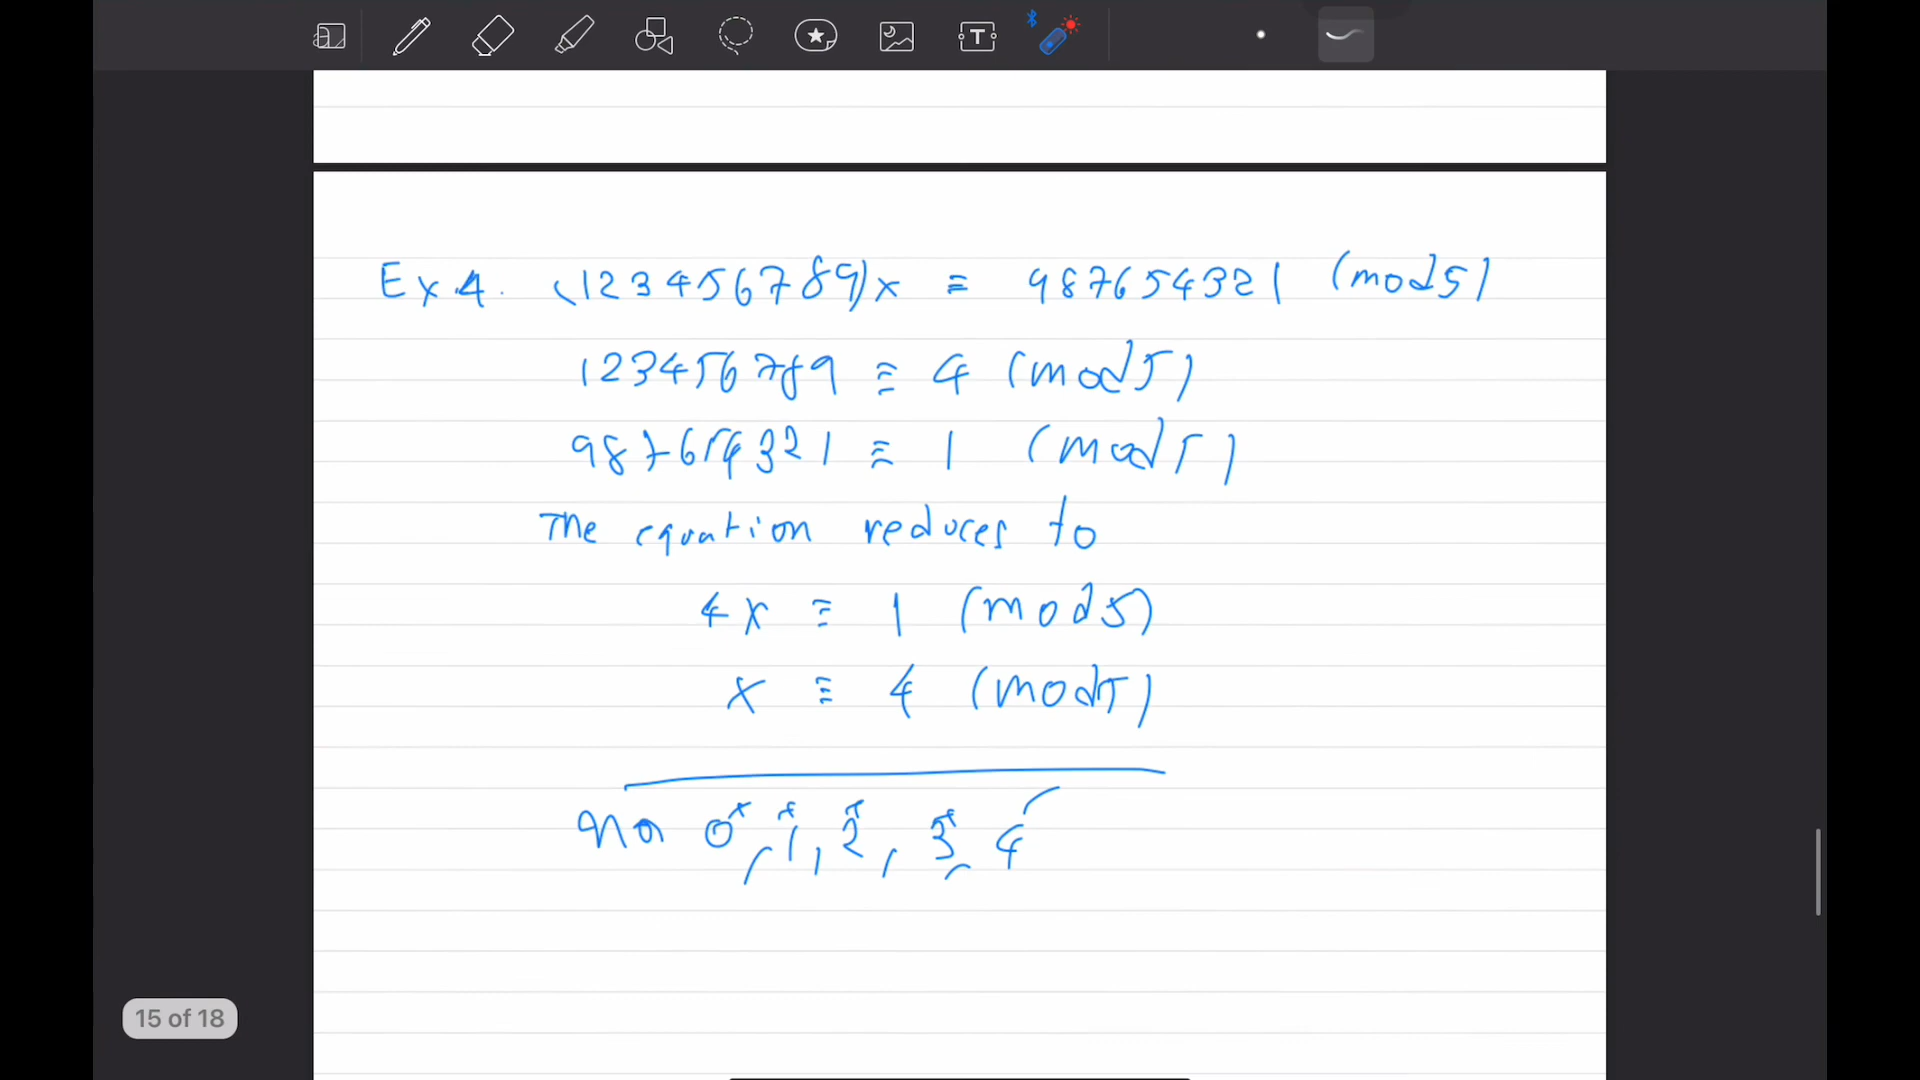 T
Ex 4. (123456789)x ≡ 987654321 (mod 5)
123456789 ≡ 4 (mod 5)
987654321 ≡ 1 (mod 5)
The equation reduces to
4x ≡ 1 (mod 5)
x ≡ 4 (mod 5)
0, 1, 2, 3, 4
15 of 18